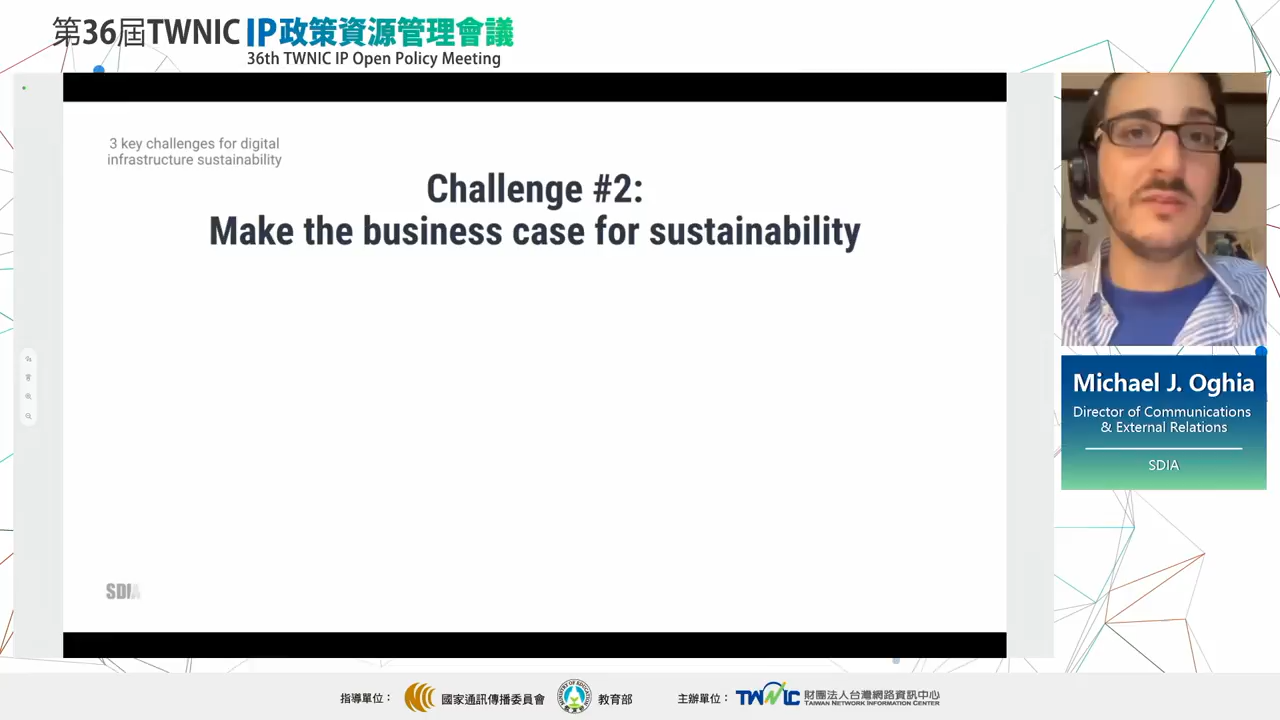 第36屆TWNIC IP政策資源管理會議
36th TWNIC IP Open Policy Meeting
3 key challenges for digital
infrastructure sustainability
Challenge #2:
Make the business case for sustainability
SDIA
Michael J. Oghia
Director of Communications
& External Relations
SDIA
指導單位：
國家通訊傳播委員會
教育部
主辦單位：
TWNIC
財團法人台灣網路資訊中心
TAIWAN NETWORK INFORMATION CENTER